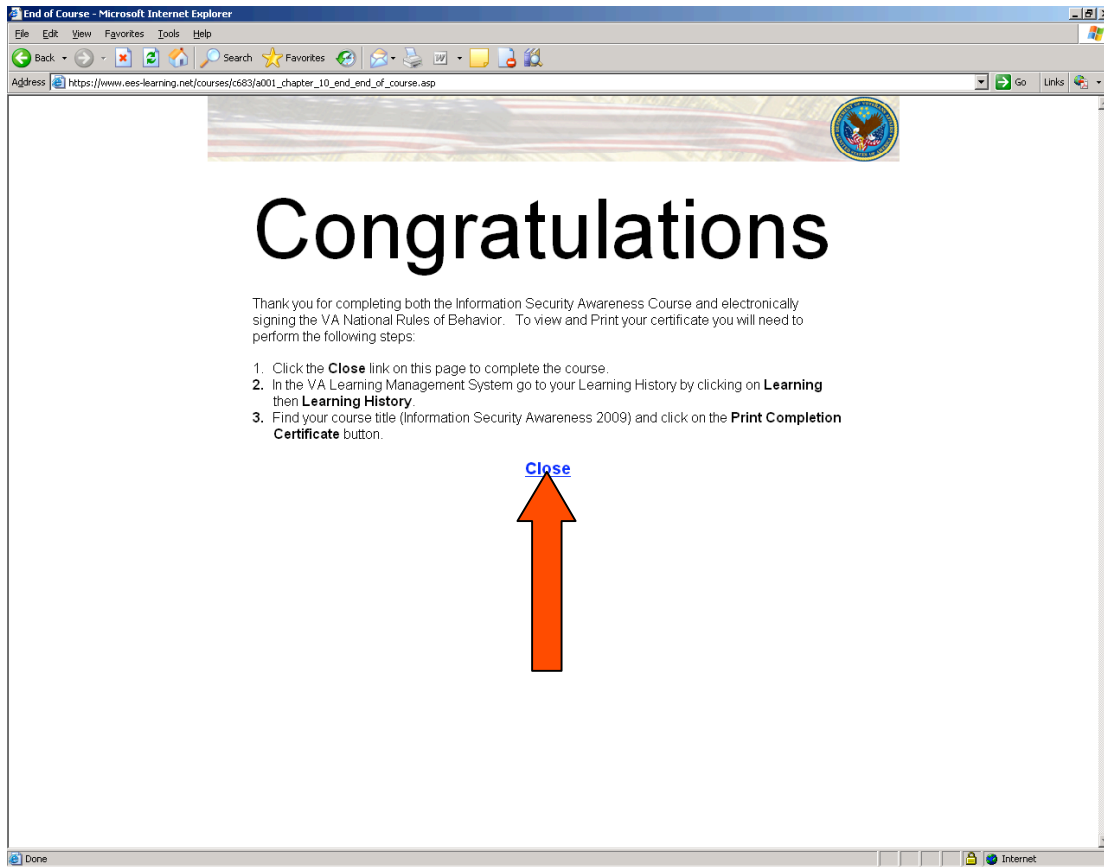 End of Course - Microsoft Internet Explorer
File Edit View Favorites Tools Help
Back Search Favorites
Address https://www.ees-learning.net/courses/c683/a001_chapter_10_end_end_of_course.asp Go Links
Congratulations
Thank you for completing both the Information Security Awareness Course and electronically
signing the VA National Rules of Behavior. To view and Print your certificate you will need to
perform the following steps:
1. Click the Close link on this page to complete the course.
2. In the VA Learning Management System go to your Learning History by clicking on Learning
then Learning History.
3. Find your course title (Information Security Awareness 2009) and click on the Print Completion
Certificate button.
Close
Done Internet